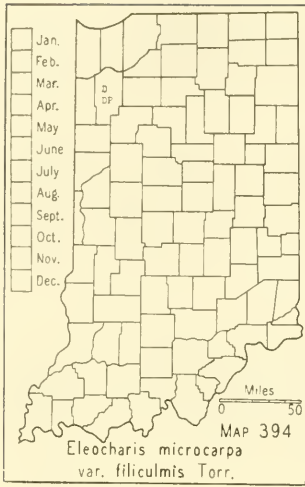 Jan.
Feb.
Mar.
Apr.
May
June
July
Aug.
Sept.
Oct.
Nov.
Dec.
D
DP
Miles
0 50
MAP 394
Eleocharis microcarpa
var. filiculmis Torr.